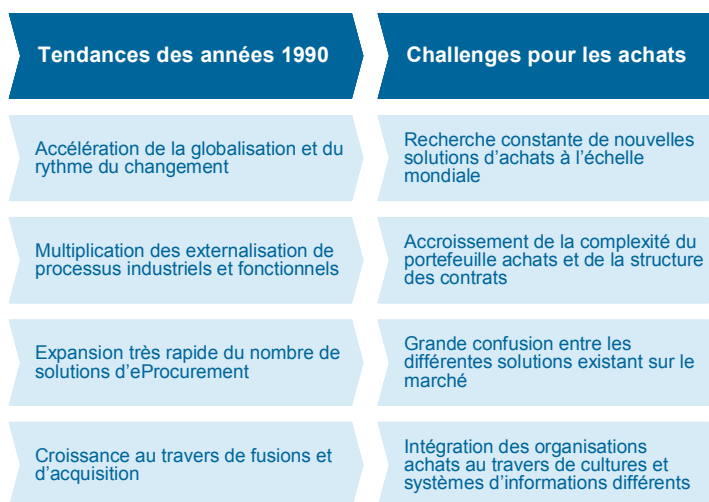 Tendances des années 1990
Challenges pour les achats
Accélération de la globalisation et du
rythme du changement
Recherche constante de nouvelles
solutions d'achats à l'échelle
mondiale
Multiplication des externalisation de
processus industriels et fonctionnels
Accroissement de la complexité du
portefeuille achats et de la structure
des contrats
Expansion très rapide du nombre de
solutions d'eProcurement
Grande confusion entre les
différentes solutions existant sur le
marché
Croissance au travers de fusions et
d'acquisition
Intégration des organisations
achats au travers de cultures et
systèmes d'informations différents